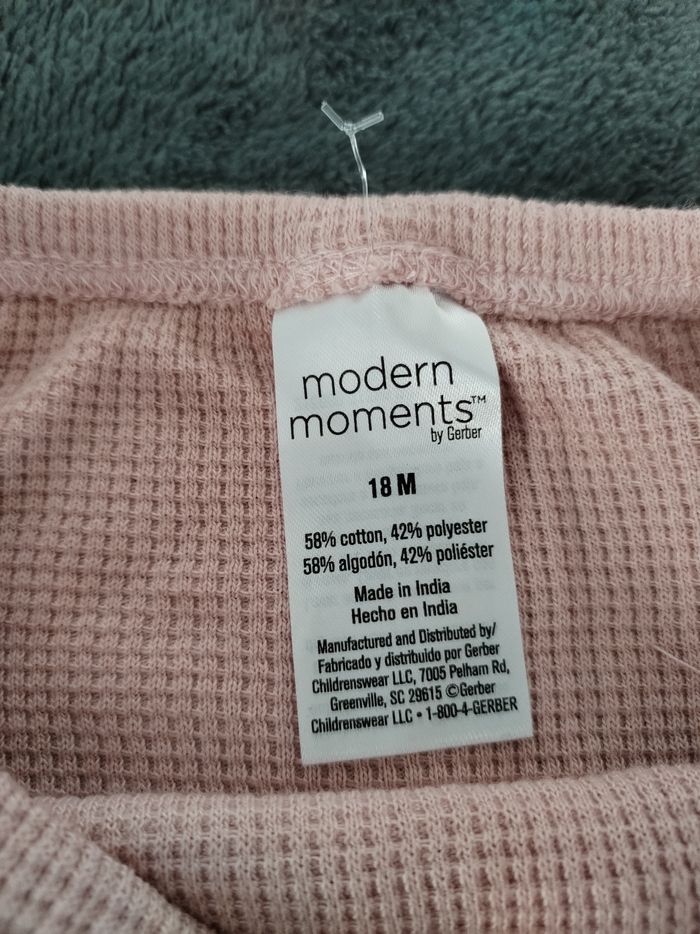 modern
moments™
by Gerber
18 M
58% cotton, 42% polyester
58% algodón, 42% poliéster
Made in India
Hecho en India
Manufactured and Distributed by/
Fabricado y distribuido por Gerber
Childrenswear LLC, 7005 Pelham Rd,
Greenville, SC 29615 ©Gerber
Childrenswear LLC • 1-800-4-GERBER